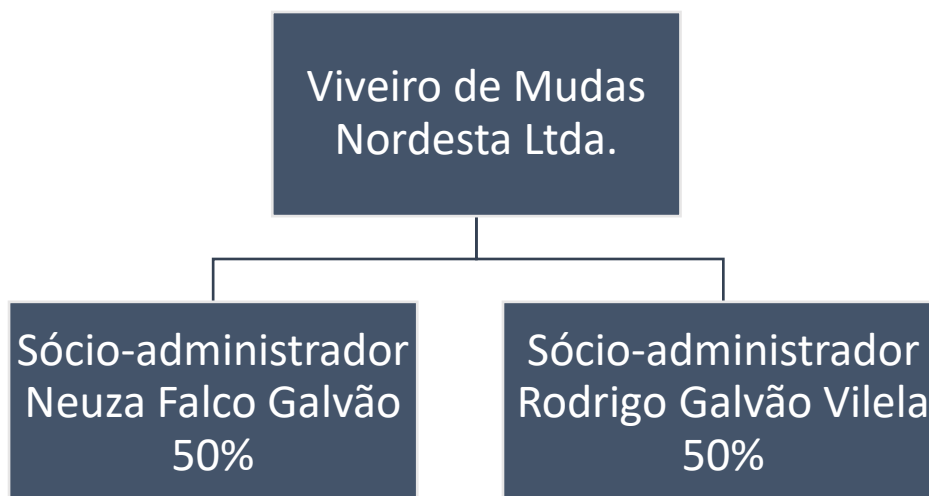 Viveiro de Mudas
Nordesta Ltda.
Sócio-administrador
Neuza Falco Galvão
50%
Sócio-administrador
Rodrigo Galvão Vilela
50%